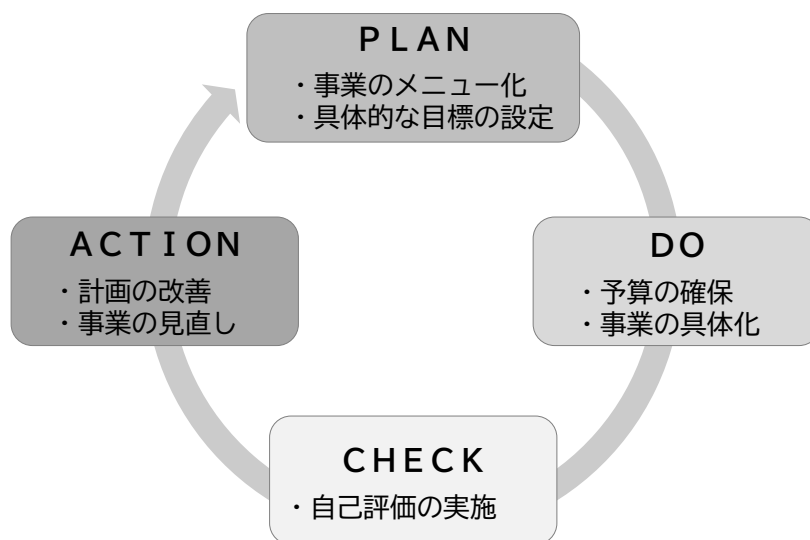 ＰＬＡＮ
・事業のメニュー化
・具体的な目標の設定
ＤＯ
・予算の確保
・事業の具体化
ＣＨＥＣＫ
・自己評価の実施
ＡＣＴＩＯＮ
・計画の改善
・事業の見直し